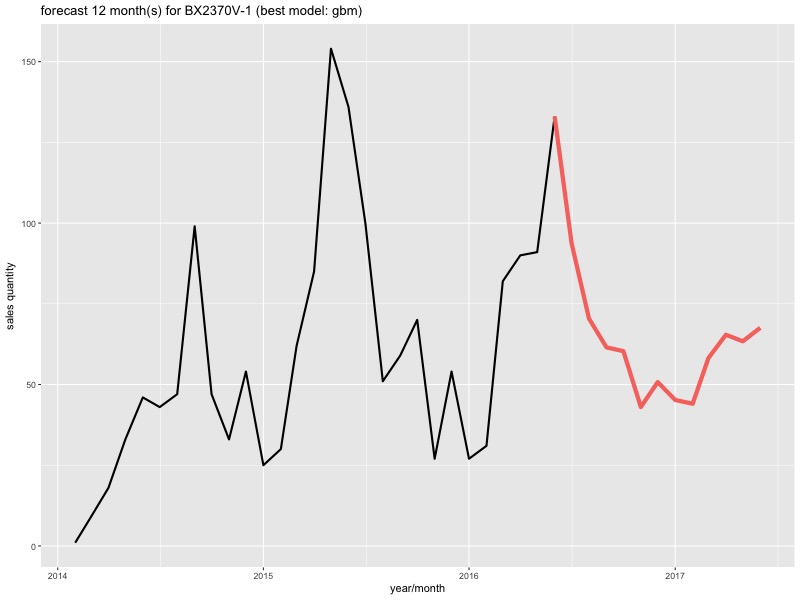 forecast 12 month(s) for BX2370V-1 (best model: gbm)
150
100
50
0
sales quantity
2014 2015 2016 2017
year/month